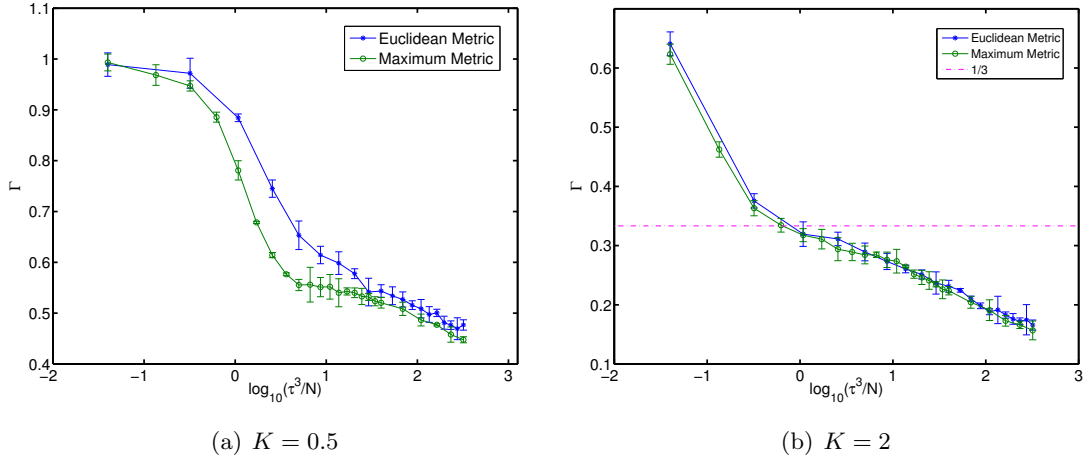 1.1
1
0.9
0.8
0.7
0.6
0.5
0.4
Γ
−2
−1
0
1
2
3
log10(τ3/N)
Euclidean Metric
Maximum Metric
(a) K = 0.5
0.6
0.5
0.4
0.3
0.2
0.1
Γ
−2
−1
0
1
2
3
log10(τ3/N)
Euclidean Metric
Maximum Metric
1/3
(b) K = 2